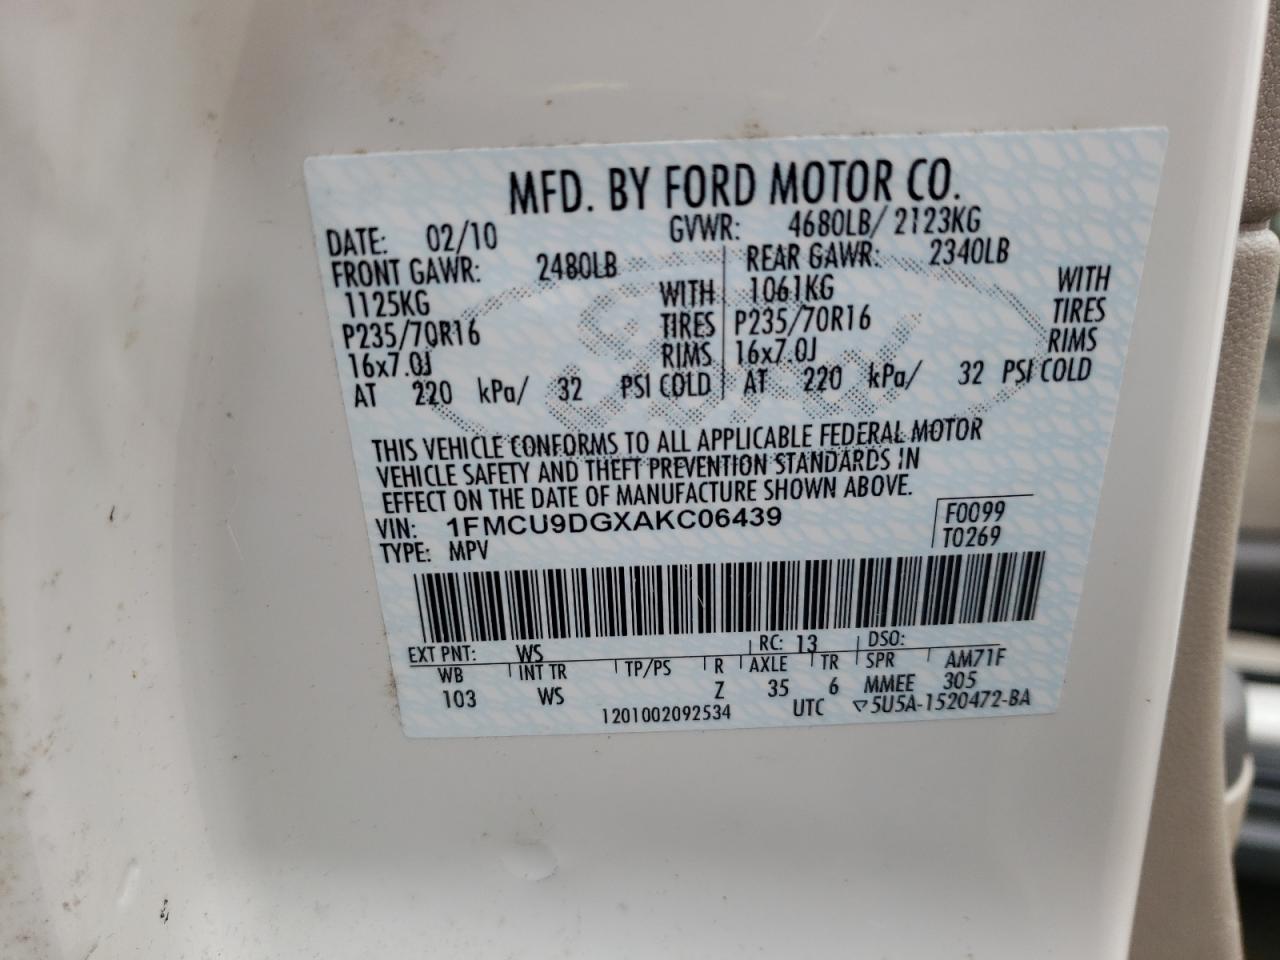 MFD. BY FORD MOTOR CO.
DATE: 02/10 GVWR: 4680LB/ 2123KG
FRONT GAWR: 2480LB REAR GAWR: 2340LB
1125KG WITH 1061KG WITH
P235/70R16 TIRES P235/70R16 TIRES
16x7.0J RIMS 16x7.0J RIMS
AT 220 kPa/ 32 PSI COLD AT 220 kPa/ 32 PSI COLD
THIS VEHICLE CONFORMS TO ALL APPLICABLE FEDERAL MOTOR
VEHICLE SAFETY AND THEFT PREVENTION STANDARDS IN
EFFECT ON THE DATE OF MANUFACTURE SHOWN ABOVE.
VIN: 1FMCU9DGXAKC06439 F0099
TYPE: MPV T0269
EXT PNT: WS RC: 13 DSO:
WB INT TR TP/PS R AXLE TR SPR AM71F
103 WS Z 35 6 MMEE 305
1201002092534 UTC ▽5U5A-1520472-BA